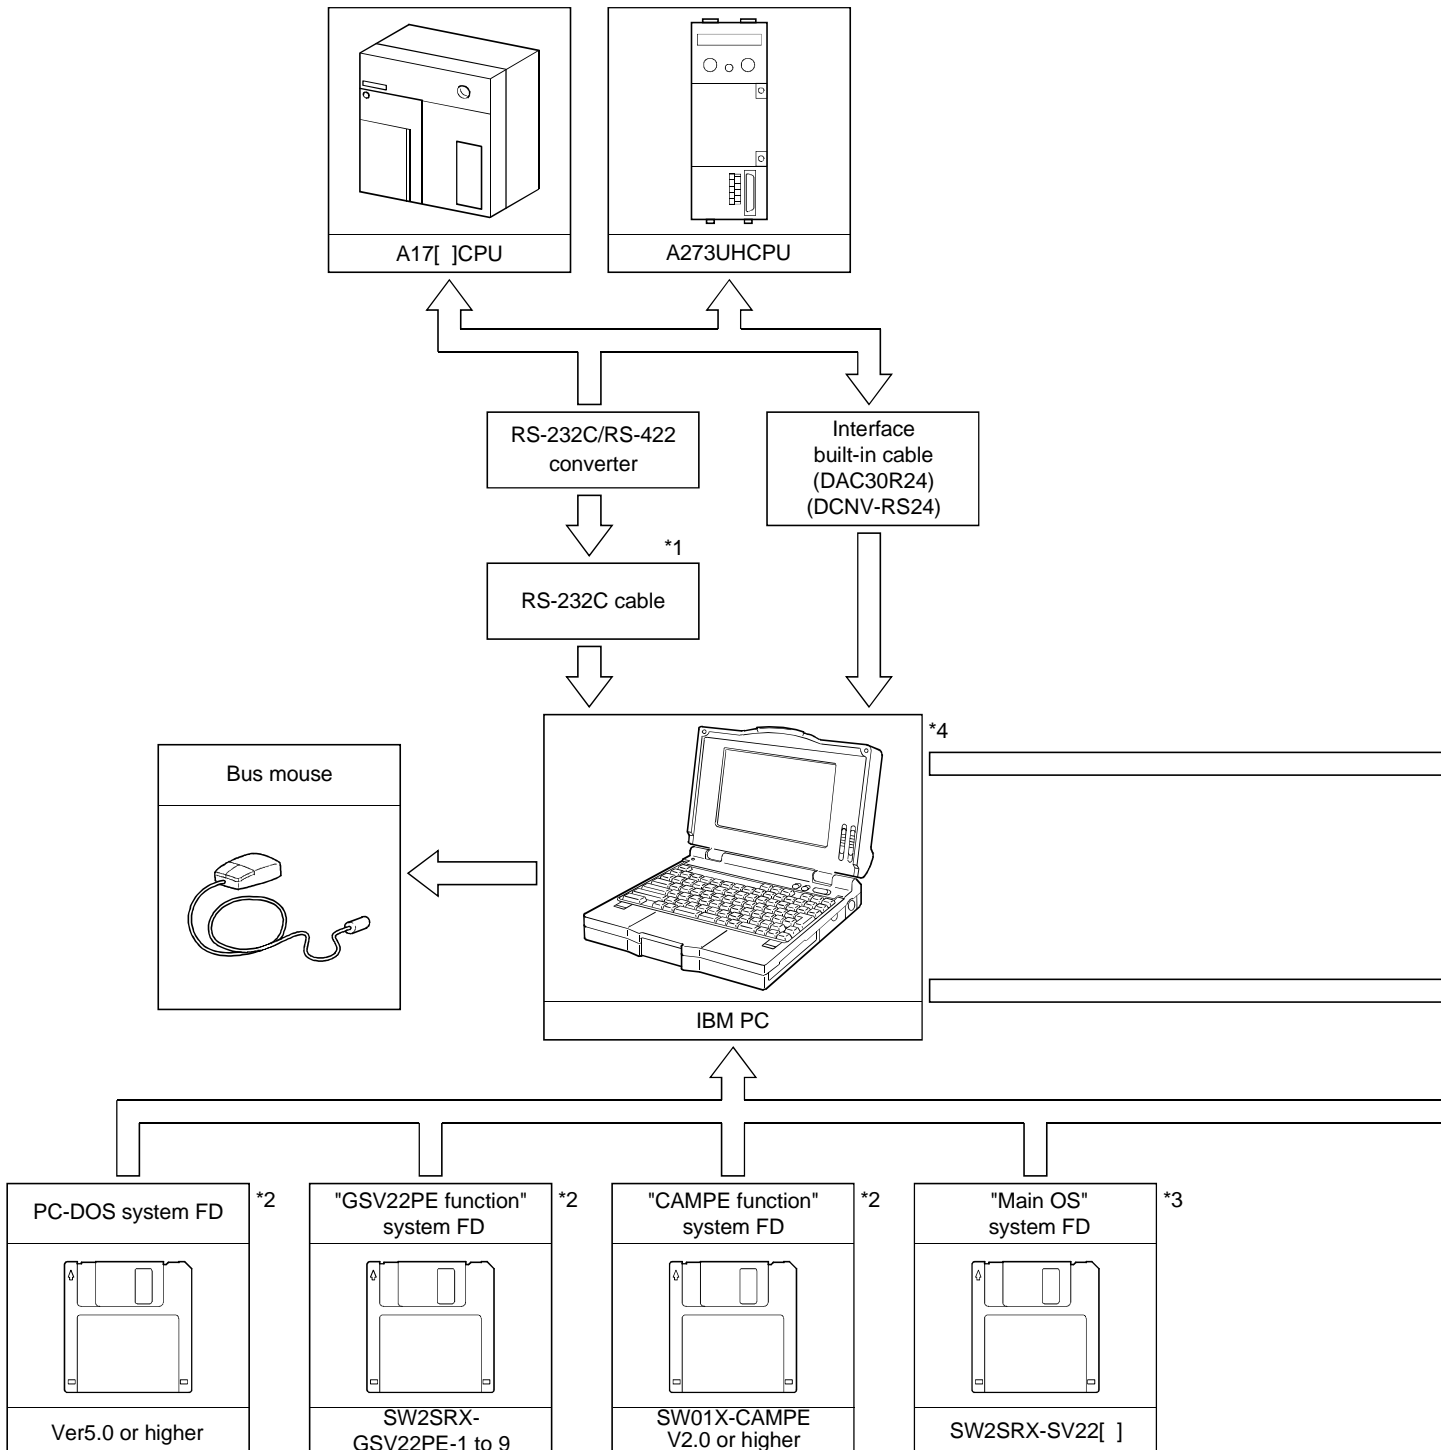 A17[ ]CPU
A273UHCPU
RS-232C/RS-422
converter
Interface
built-in cable
(DAC30R24)
(DCNV-RS24)
*1
RS-232C cable
*4
Bus mouse
IBM PC
PC-DOS system FD
*2
"GSV22PE function"
system FD
*2
"CAMPE function"
system FD
*2
"Main OS"
system FD
*3
Ver5.0 or higher
SW2SRX-
GSV22PE-1 to 9
SW01X-CAMPE
V2.0 or higher
SW2SRX-SV22[ ]